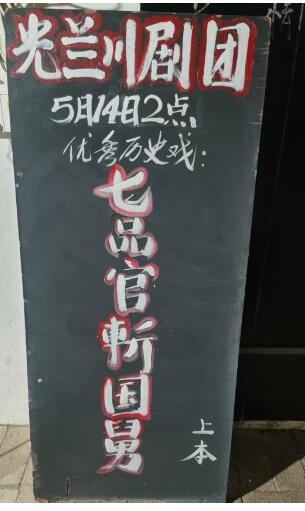 光兰川剧团
5月14日2点
优秀历史戏:
七品官斬国舅
上本